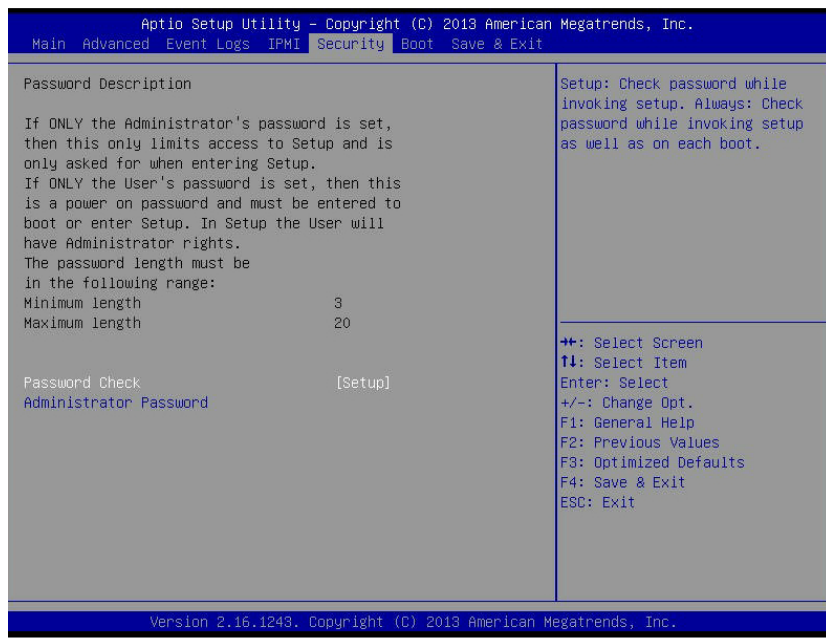 Aptio Setup Utility – Copyright (C) 2013 American Megatrends, Inc.
Main Advanced Event Logs IPMI Security Boot Save & Exit
Password Description
If ONLY the Administrator's password is set,
then this only limits access to Setup and is
only asked for when entering Setup.
If ONLY the User's password is set, then this
is a power on password and must be entered to
boot or enter Setup. In Setup the User will
have Administrator rights.
The password length must be
in the following range:
Minimum length 3
Maximum length 20
Password Check [Setup]
Administrator Password
Setup: Check password while
invoking setup. Always: Check
password while invoking setup
as well as on each boot.
→←: Select Screen
↑↓: Select Item
Enter: Select
+/-: Change Opt.
F1: General Help
F2: Previous Values
F3: Optimized Defaults
F4: Save & Exit
ESC: Exit
Version 2.16.1243. Copyright (C) 2013 American Megatrends, Inc.